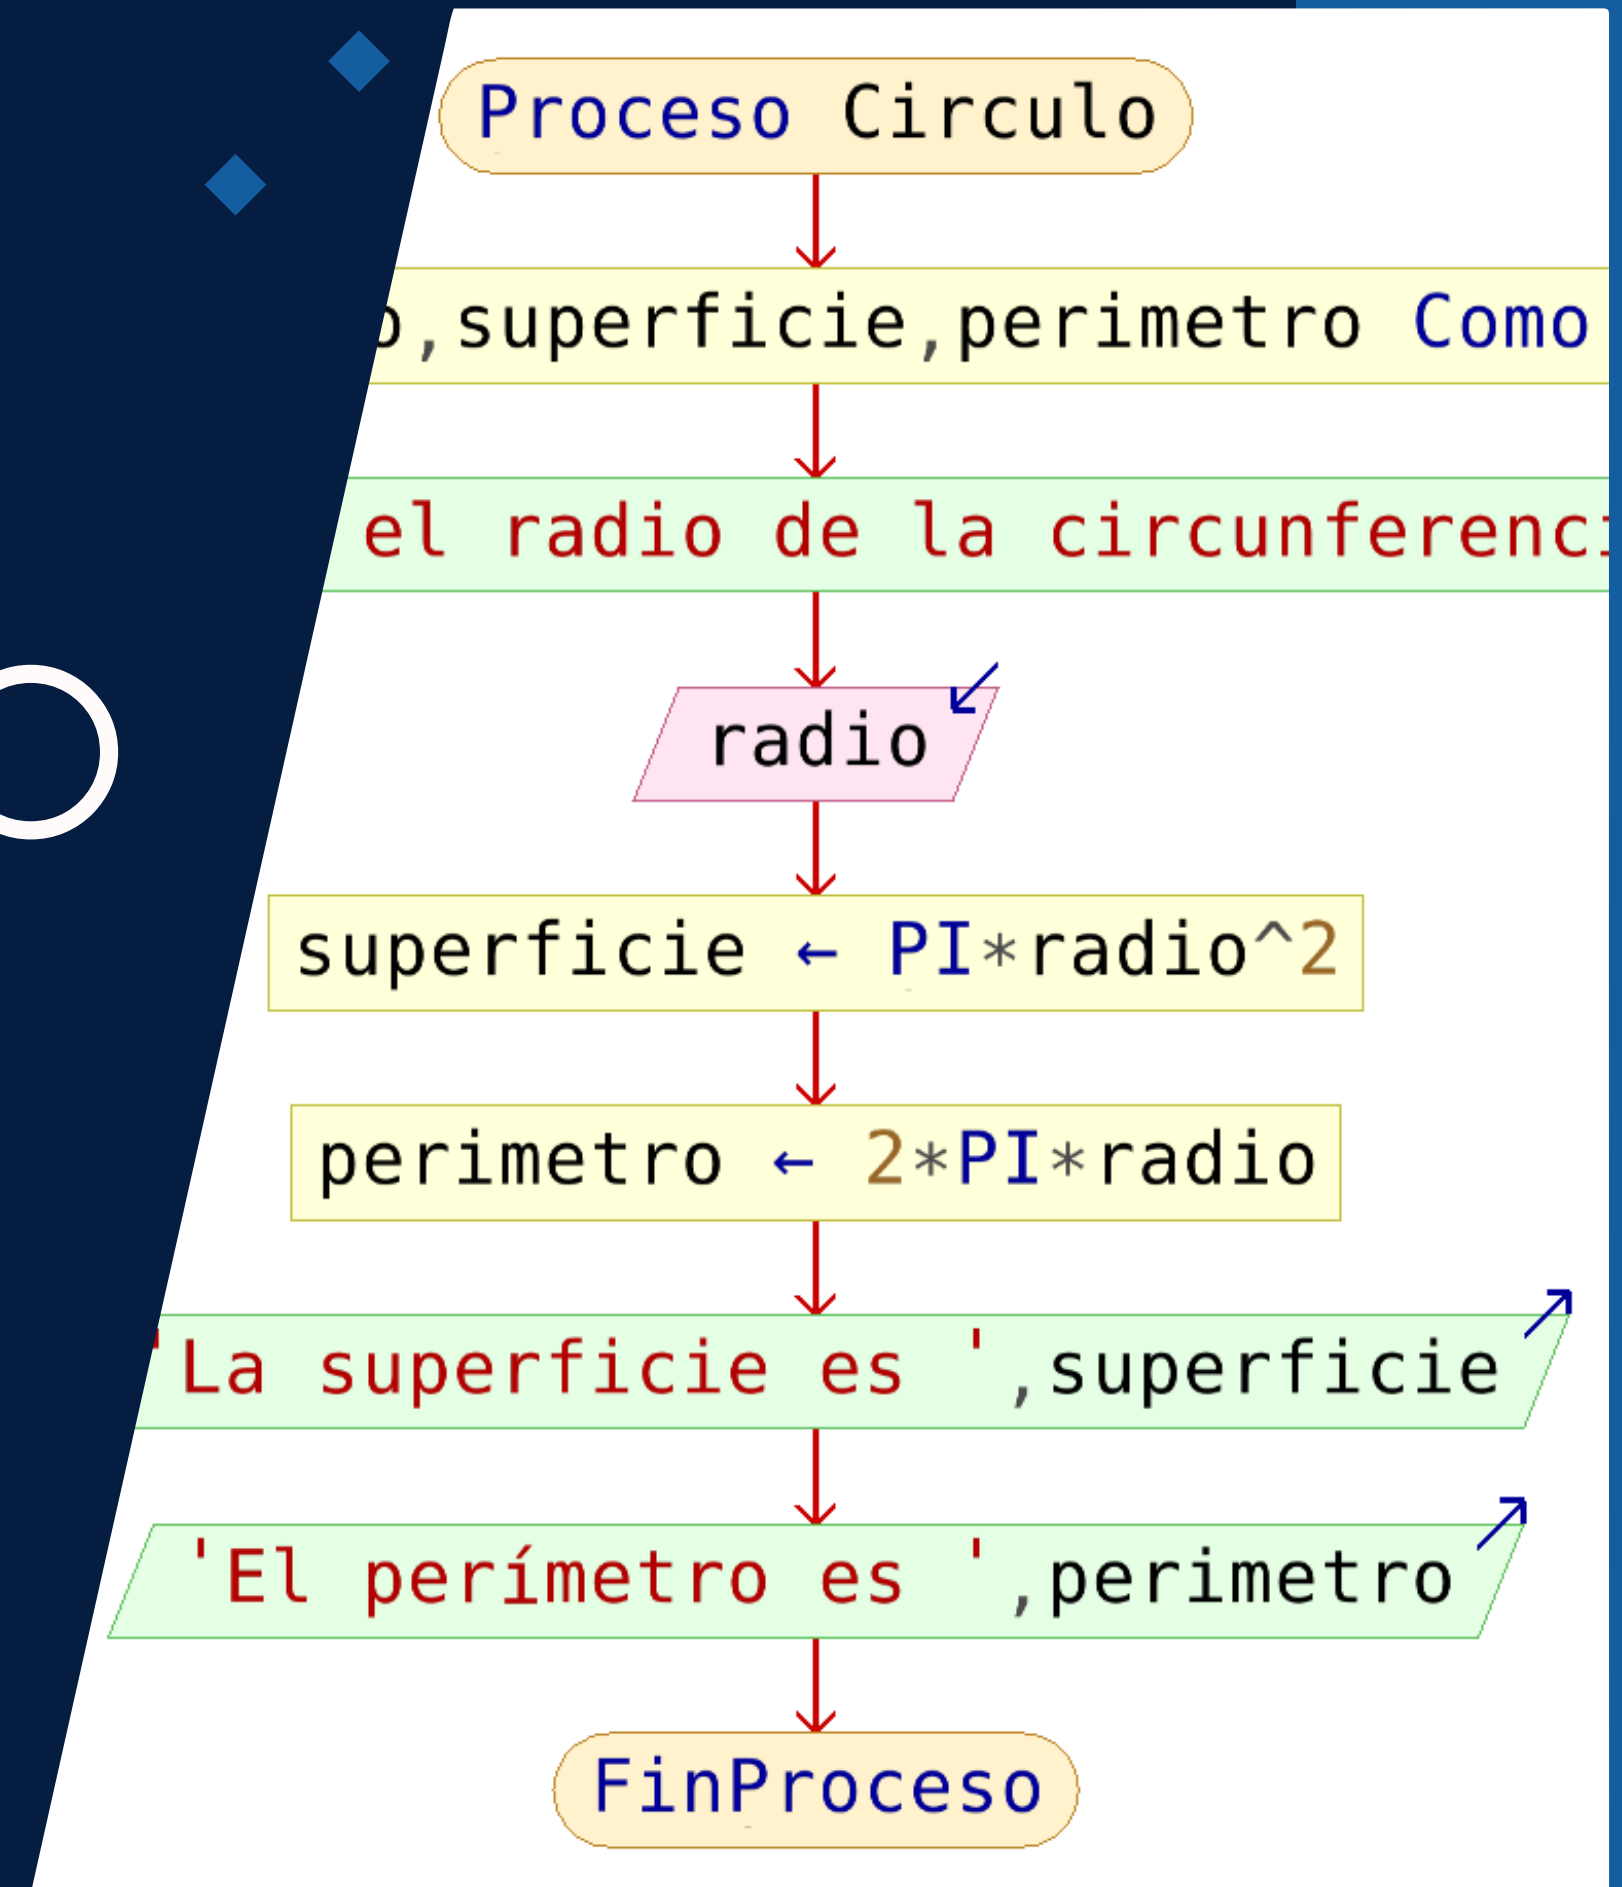 Proceso Circulo
,superficie,perimetro Como
el radio de la circunferenci
radio
superficie ← PI*radio^2
perimetro ← 2*PI*radio
'La superficie es ',superficie
'El perímetro es ',perimetro
FinProceso